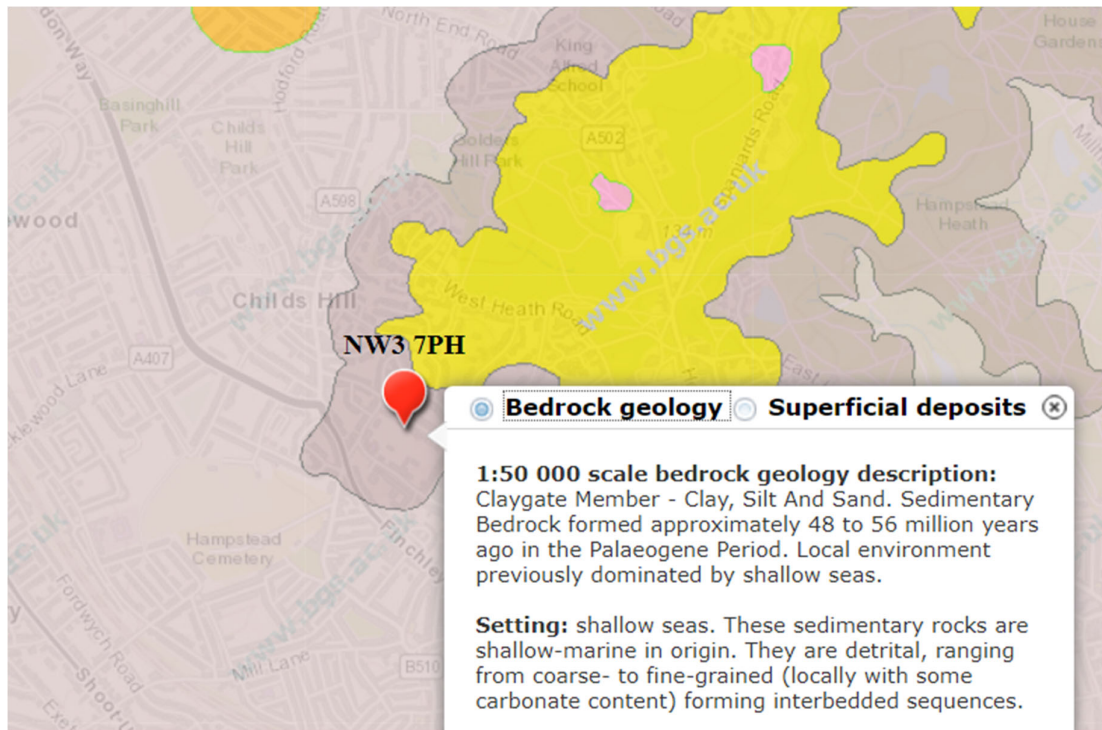 North End Road
House
Gardens
King
Alfred
School
Hodford Road
Basinghill
Park
Childs
Hill
Park
Golders
Hill Park
A502
Spaniards Road
A598
Hampstead
Heath
134 m
www.bgs.ac.uk
Childs Hill
West Heath Road
NW3 7PH
A407
Hampstead
Cemetery
Finchley
Fordwych Road
Mill Lane
B510
Bedrock geology
Superficial deposits
1:50 000 scale bedrock geology description:
Claygate Member - Clay, Silt And Sand. Sedimentary
Bedrock formed approximately 48 to 56 million years
ago in the Palaeogene Period. Local environment
previously dominated by shallow seas.
Setting: shallow seas. These sedimentary rocks are
shallow-marine in origin. They are detrital, ranging
from coarse- to fine-grained (locally with some
carbonate content) forming interbedded sequences.